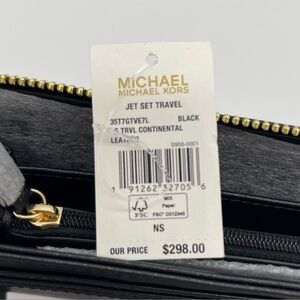 MICHAEL
MICHAEL KORS
JET SET TRAVEL
35T7GTVE7L BLACK
TRVL CONTINENTAL
LEATHER
S958-0001
1 91262 32705 6
FSC
MIX
Paper
FSC® C012345
NS
OUR PRICE $298.00